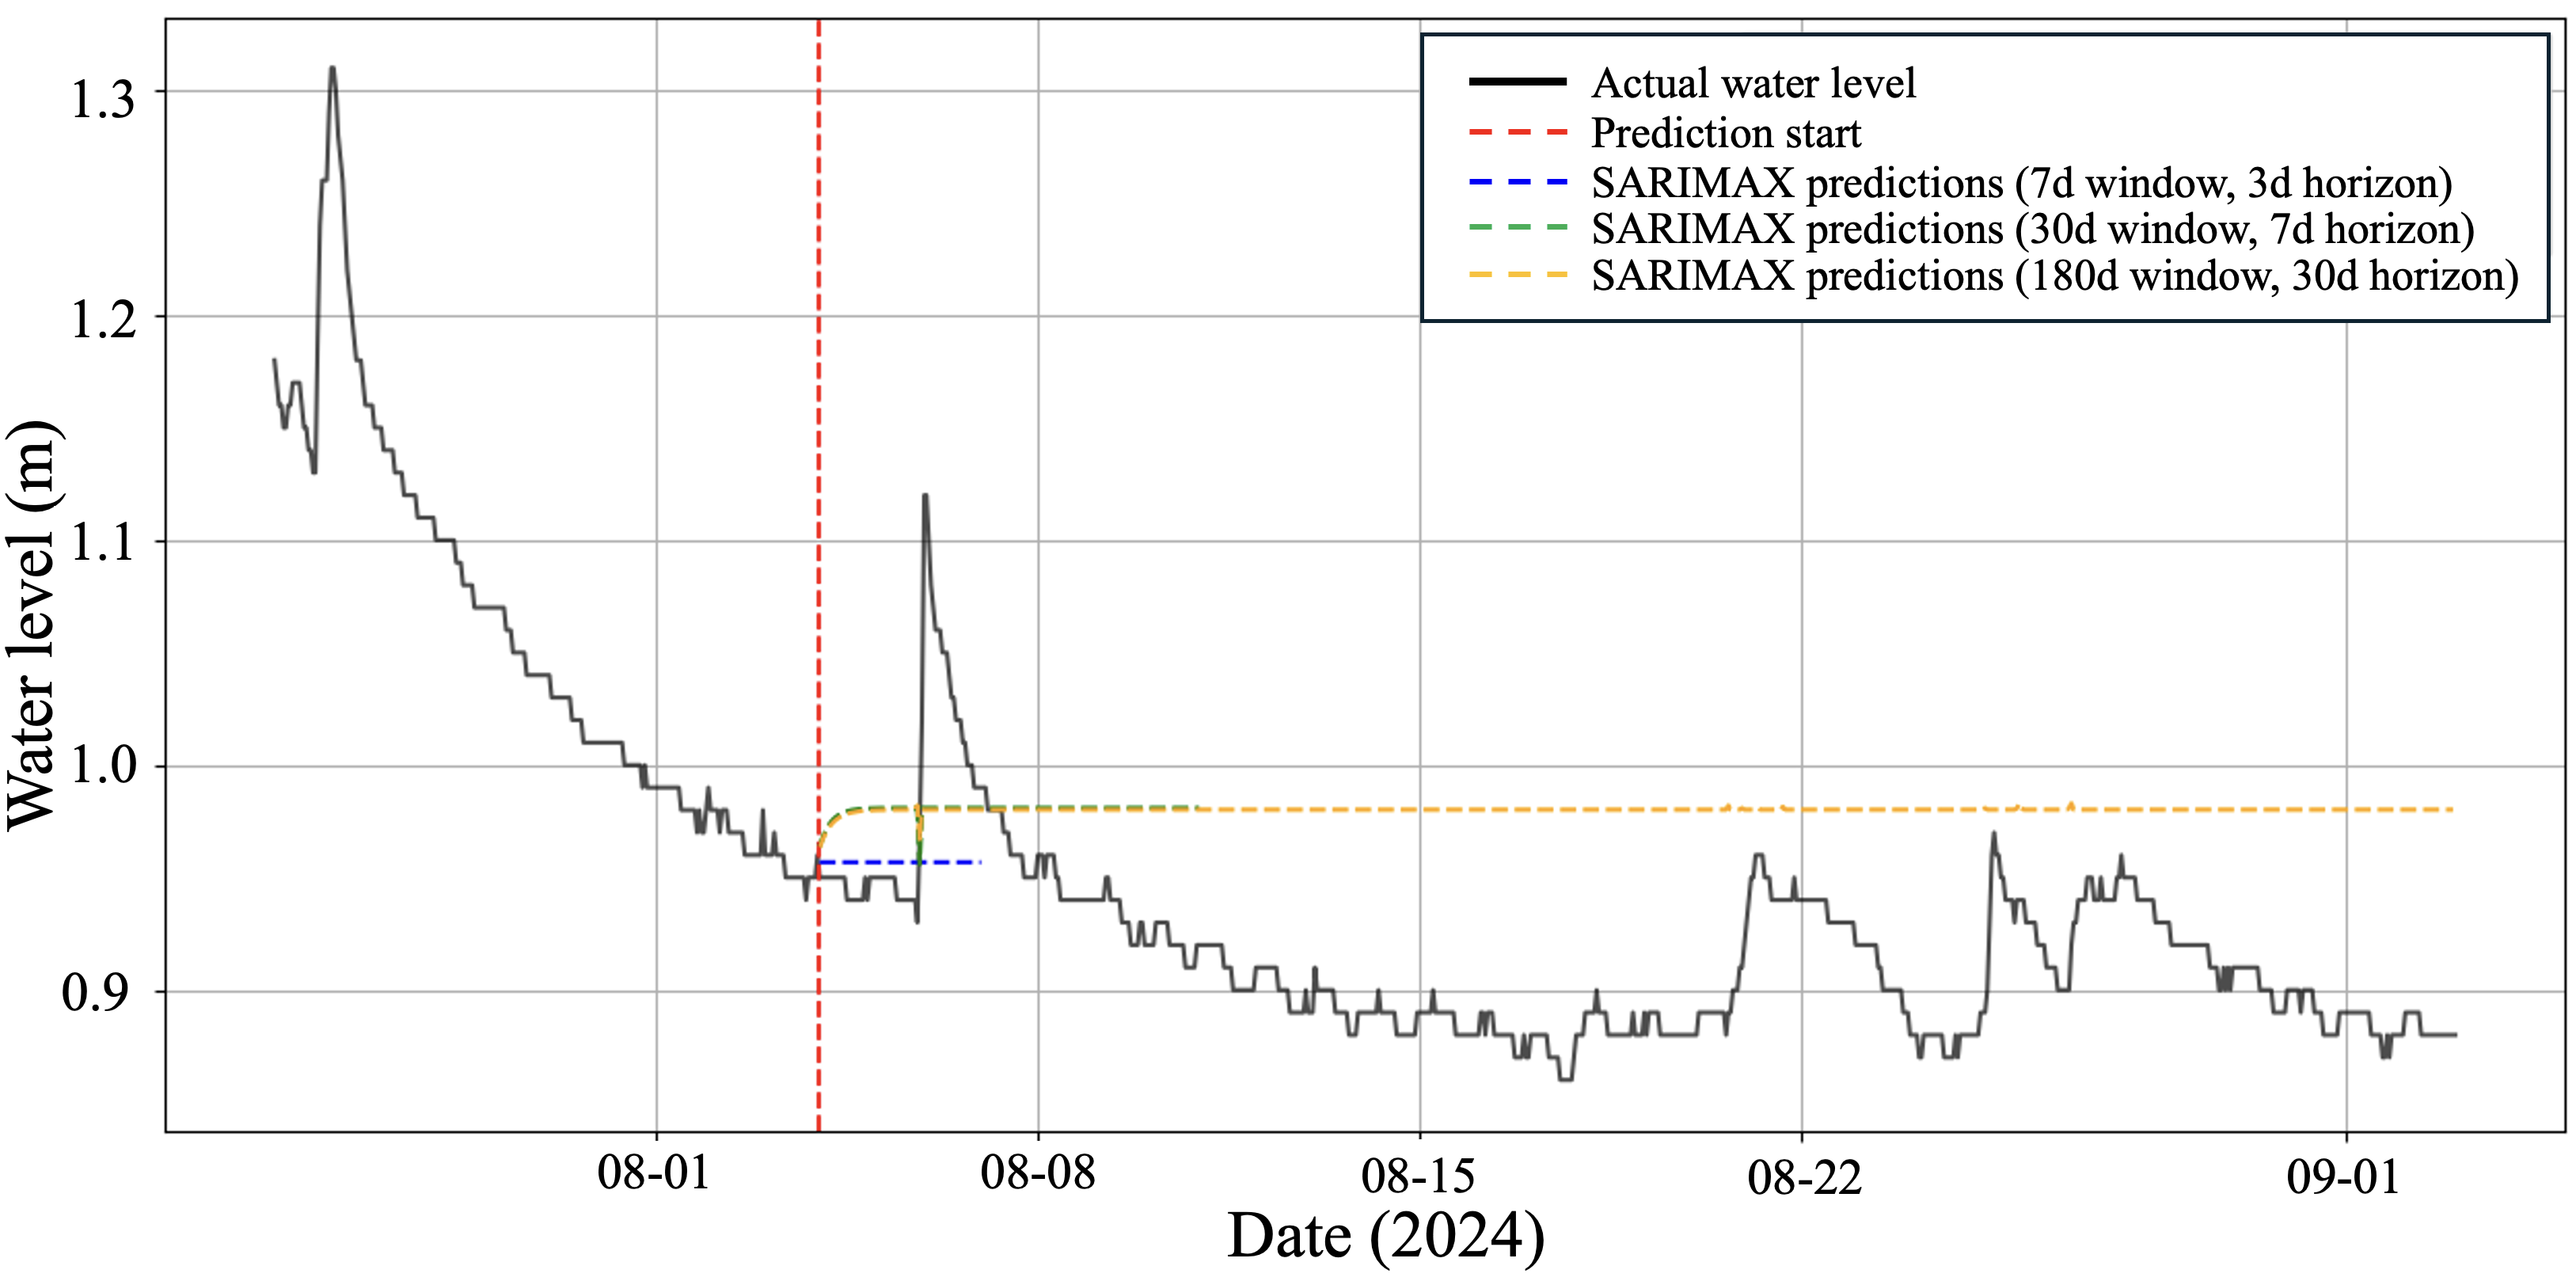 Actual water level
Prediction start
SARIMAX predictions (7d window, 3d horizon)
SARIMAX predictions (30d window, 7d horizon)
SARIMAX predictions (180d window, 30d horizon)
Water level (m)
1.3
1.2
1.1
1.0
0.9
08-01 08-08 08-15 08-22 09-01
Date (2024)